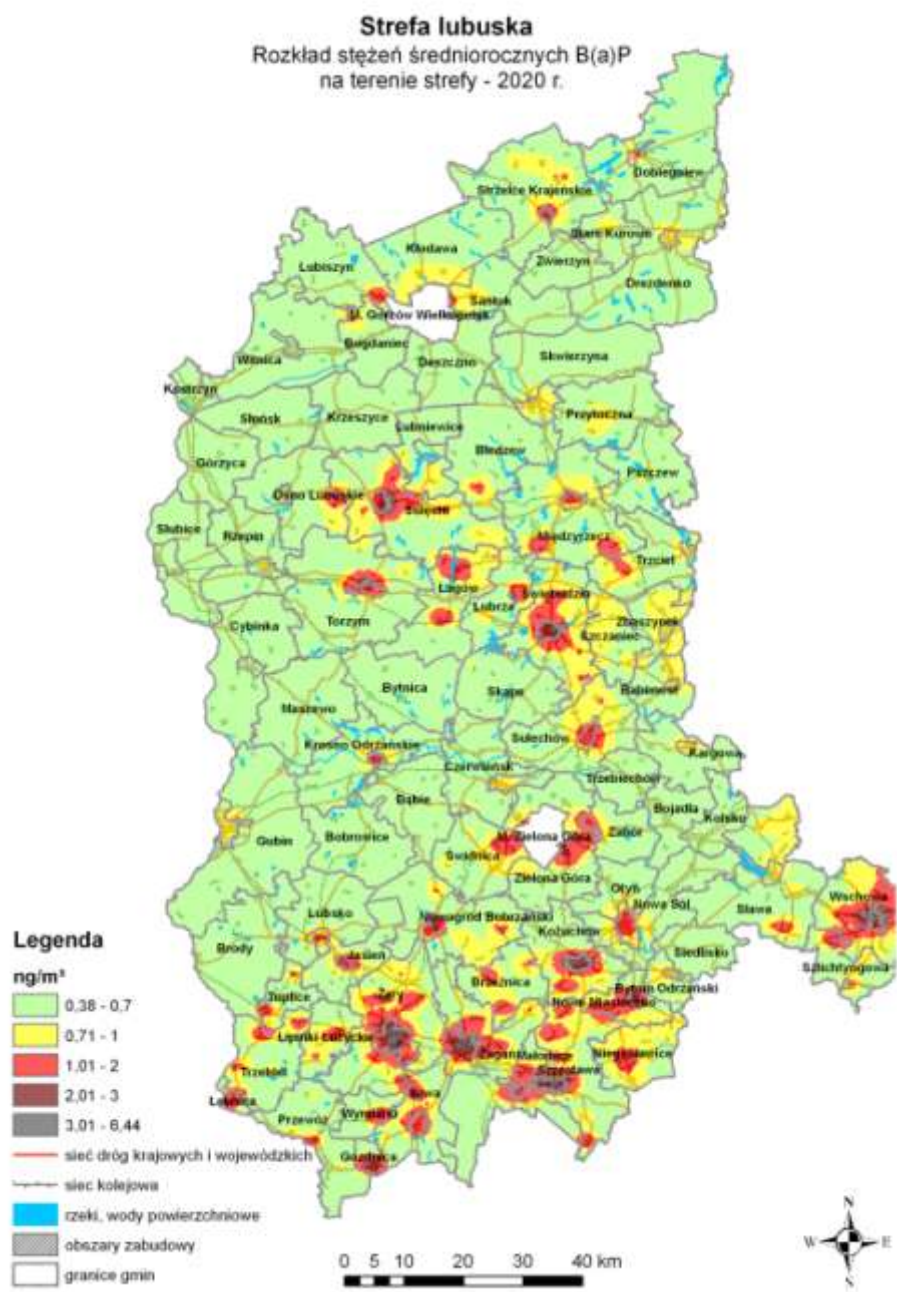 Strefa lubuska
Rozkład stężeń średniorocznych B(a)P
na terenie strefy - 2020 r.
Dobiegniew
Strzelce Krajeńskie
Stare Kurowo
Kłodawa
Zwierzyn
Lubiszyn
Drezdenko
Santok
M. Gorzów Wielkopolski
Bogdaniec
Deszczno
Skwierzyna
Witnica
Kostrzyn
Przytoczna
Słońsk
Krzeszyce
Lubniewice
Bledzew
Górzyca
Pszczew
Ośno Lubuskie
Sulęcin
Słubice
Rzepin
Międzyrzecz
Trzciel
Łagów
Świebodzin
Lubrza
Torzym
Cybinka
Zbąszynek
Szczaniec
Bytnica
Skąpe
Babimost
Maszewo
Sulechów
Krosno Odrzańskie
Kargowa
Czerwieńsk
Trzebiechów
Dąbie
Bojadła
Kolsko
Gubin
Bobrowice
M. Zielona Góra
Zabór
Świdnica
Zielona Góra
Otyń
Wschowa
Nowa Sól
Sława
Lubsko
Nowogród Bobrzański
Kożuchów
Brody
Jasień
Siedlisko
Szlichtyngowa
Brzeźnica
Bytom Odrzański
Żary
Tuplice
Nowe Miasteczko
Lipinki Łużyckie
Żagań
Małomice
Niegosławice
Szprotawa
Trzebiel
Iłowa
Łęknica
Przewóz
Wymiarki
Gozdnica
Legenda
ng/m³
0,38 - 0,7
0,71 - 1
1,01 - 2
2,01 - 3
3,01 - 6,44
sieć dróg krajowych i wojewódzkich
siec kolejowa
rzeki, wody powierzchniowe
obszary zabudowy
granice gmin
0 5 10 20 30 40 km
N
W E
S